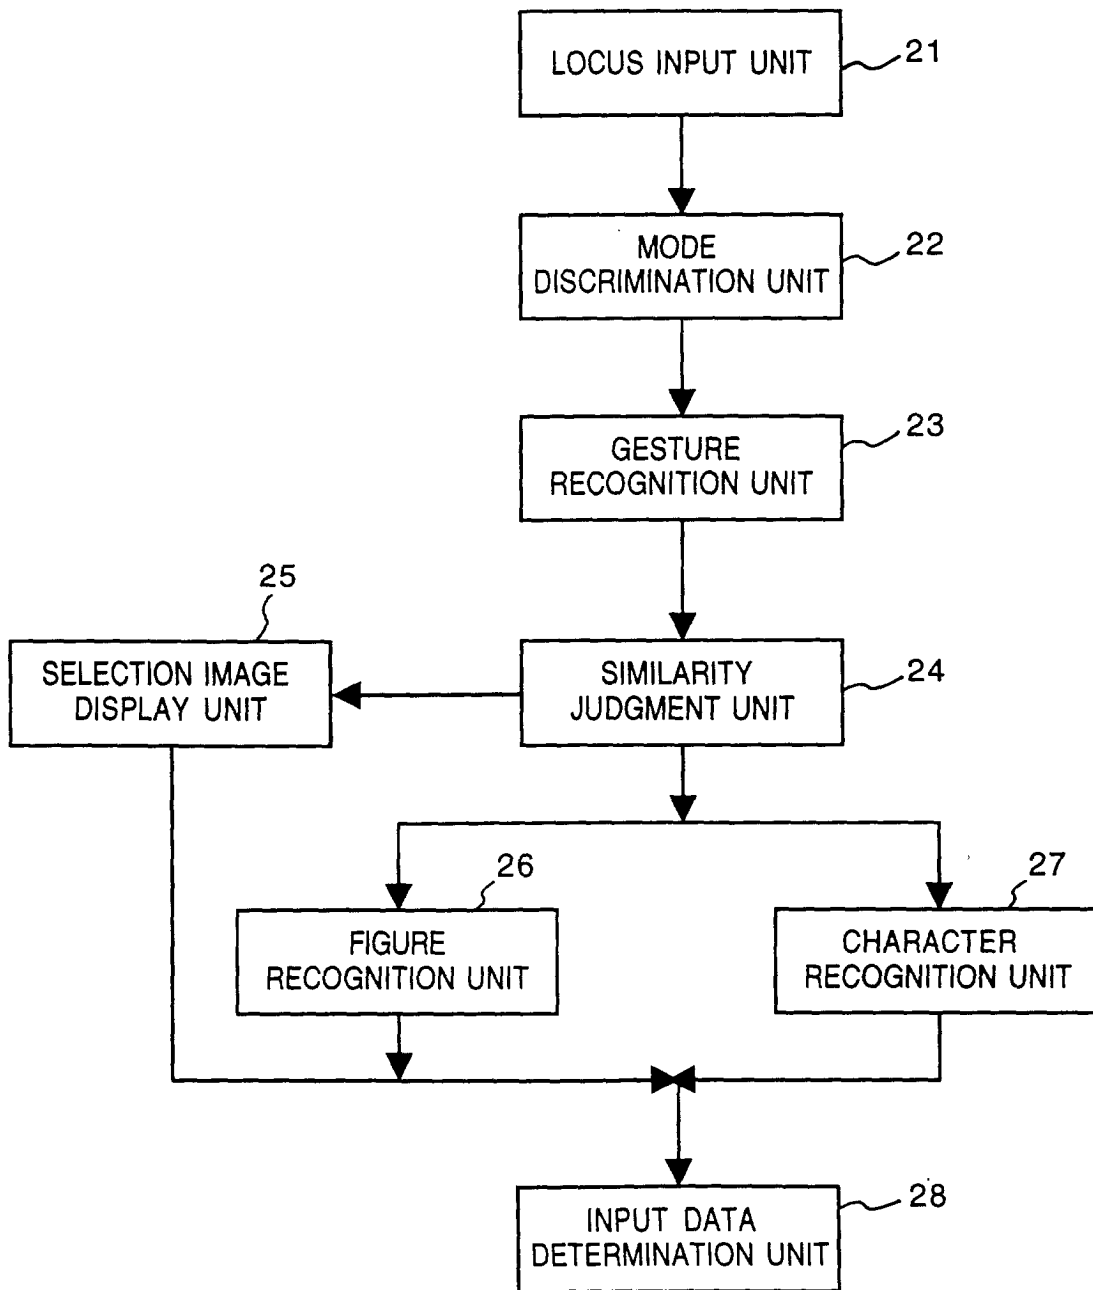 LOCUS INPUT UNIT
21
MODE
DISCRIMINATION UNIT
22
GESTURE
RECOGNITION UNIT
23
25
SELECTION IMAGE
DISPLAY UNIT
SIMILARITY
JUDGMENT UNIT
24
26
FIGURE
RECOGNITION UNIT
27
CHARACTER
RECOGNITION UNIT
INPUT DATA
DETERMINATION UNIT
28